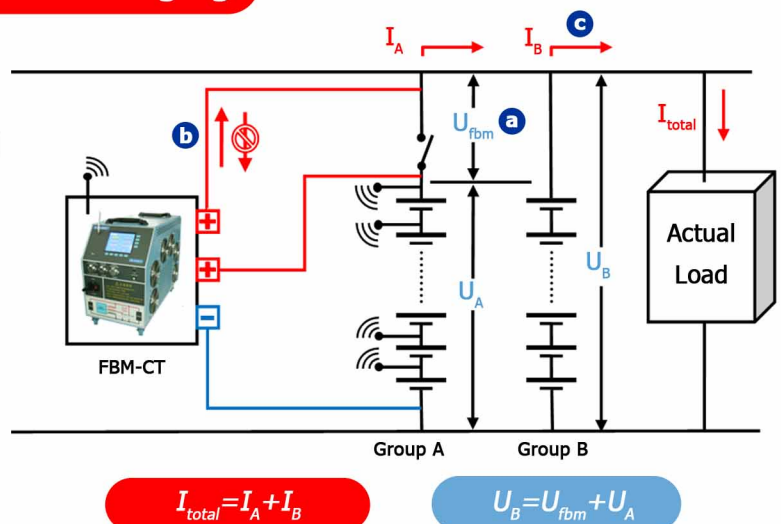 I_A
I_B
c
U_fbm
a
I_total
b
+
+
−
FBM-CT
U_A
U_B
Actual
Load
Group A
Group B
I_total=I_A+I_B
U_B=U_fbm+U_A